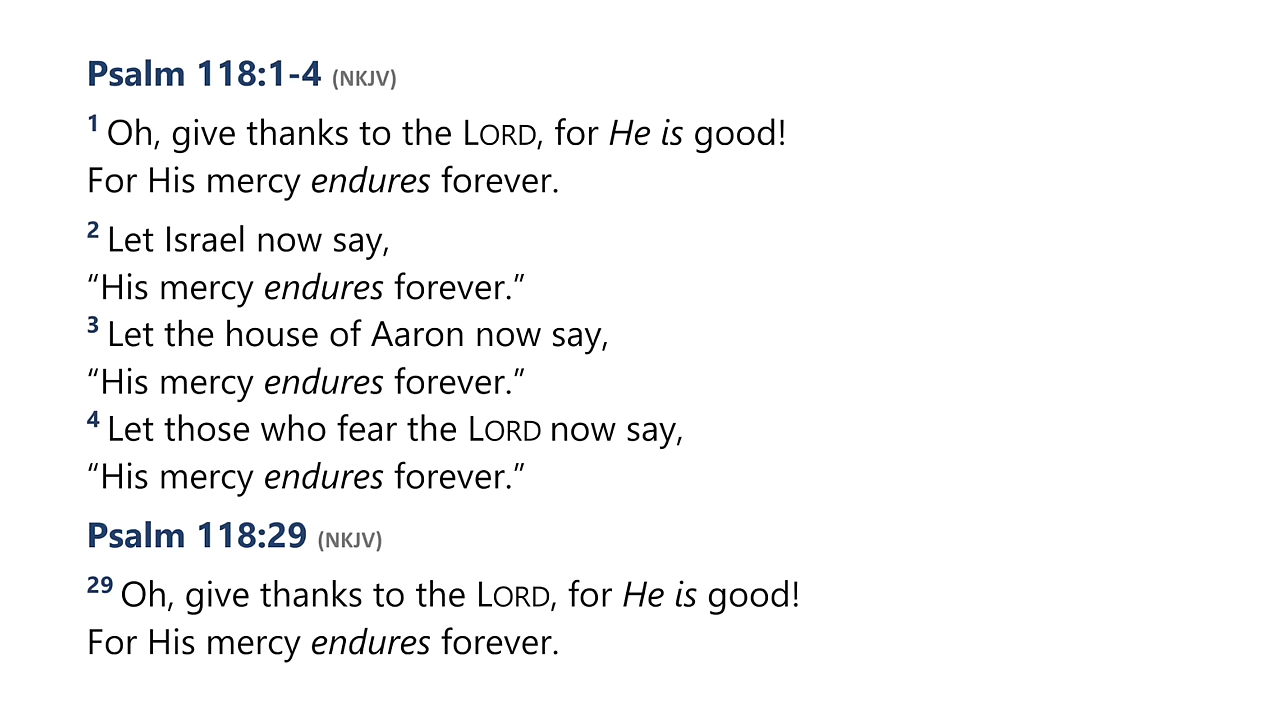 Psalm 118:1-4 (NKJV)
1 Oh, give thanks to the LORD, for He is good!
For His mercy endures forever.
2 Let Israel now say,
“His mercy endures forever.”
3 Let the house of Aaron now say,
“His mercy endures forever.”
4 Let those who fear the LORD now say,
“His mercy endures forever.”
Psalm 118:29 (NKJV)
29 Oh, give thanks to the LORD, for He is good!
For His mercy endures forever.